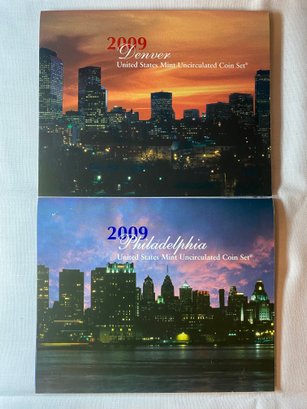 2009
Denver
United States Mint Uncirculated Coin Set®
2009
Philadelphia
United States Mint Uncirculated Coin Set®